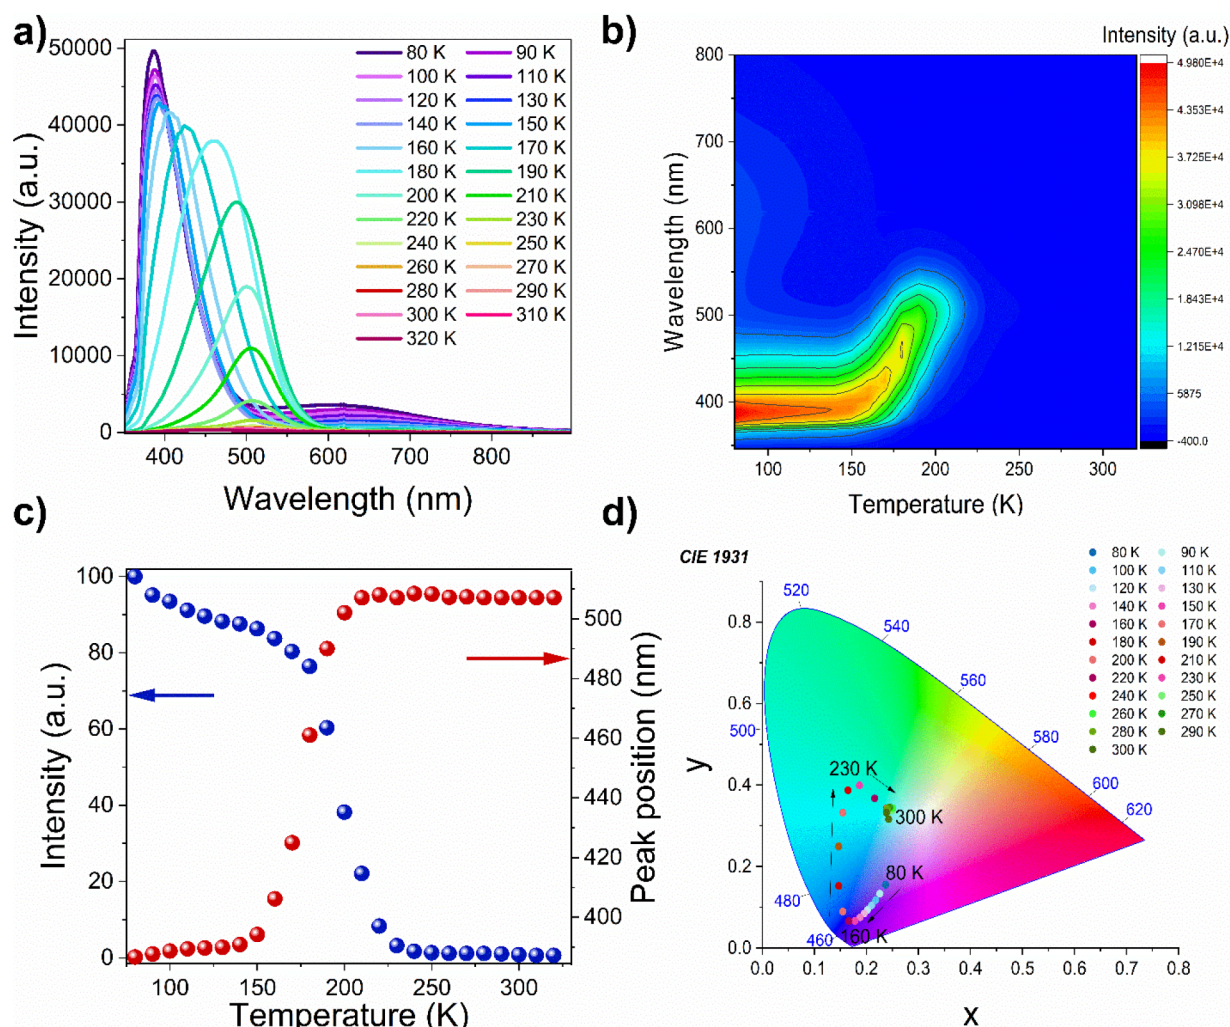 a)
50000
40000
30000
20000
10000
0
Intensity (a.u.)
400 500 600 700 800
Wavelength (nm)
80 K 90 K
100 K 110 K
120 K 130 K
140 K 150 K
160 K 170 K
180 K 190 K
200 K 210 K
220 K 230 K
240 K 250 K
260 K 270 K
280 K 290 K
300 K 310 K
320 K
b)
Intensity (a.u.)
800
700
600
500
400
Wavelength (nm)
100 150 200 250 300
Temperature (K)
4.980E+4
4.353E+4
3.725E+4
3.098E+4
2.470E+4
1.843E+4
1.215E+4
5875
-400.0
c)
100
80
60
40
20
0
Intensity (a.u.)
500
480
460
440
420
400
Peak position (nm)
100 150 200 250 300
Temperature (K)
d)
CIE 1931
80 K 90 K
100 K 110 K
120 K 130 K
140 K 150 K
160 K 170 K
180 K 190 K
200 K 210 K
220 K 230 K
240 K 250 K
260 K 270 K
280 K 290 K
300 K
0.8
0.6
0.4
0.2
0.0
y
520
540
560
500
580
600
620
480
460
230 K
300 K
80 K
160 K
0.0 0.1 0.2 0.3 0.4 0.5 0.6 0.7 0.8
x